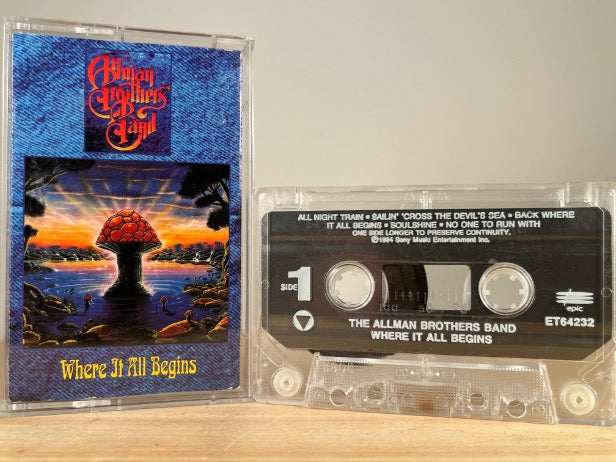 The
Allman
Brothers
Band
Where It All Begins
ALL NIGHT TRAIN • SAILIN' 'CROSS THE DEVIL'S SEA • BACK WHERE
IT ALL BEGINS • SOULSHINE • NO ONE TO RUN WITH
ONE SIDE LONGER TO PRESERVE CONTINUITY.
℗1994 Sony Music Entertainment Inc.
SIDE 1
epic
ET64232
THE ALLMAN BROTHERS BAND
WHERE IT ALL BEGINS